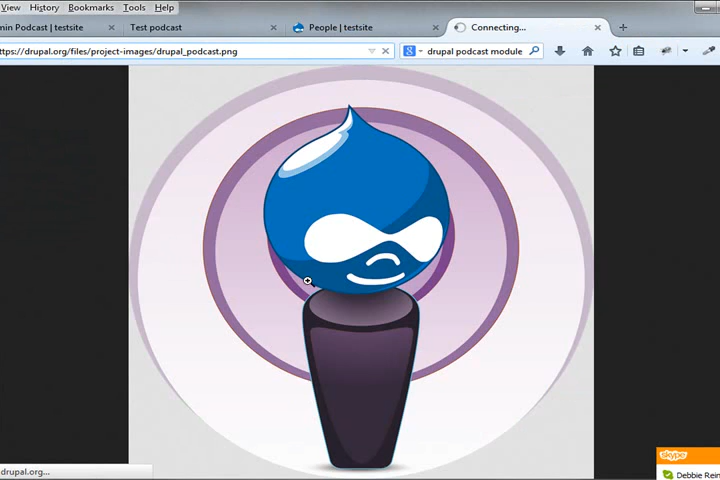 View History Bookmarks Tools Help
min Podcast | testsite
Test podcast
People | testsite
Connecting...
ttps://drupal.org/files/project-images/drupal_podcast.png
drupal podcast module
drupal.org...
skype
Debbie Rein